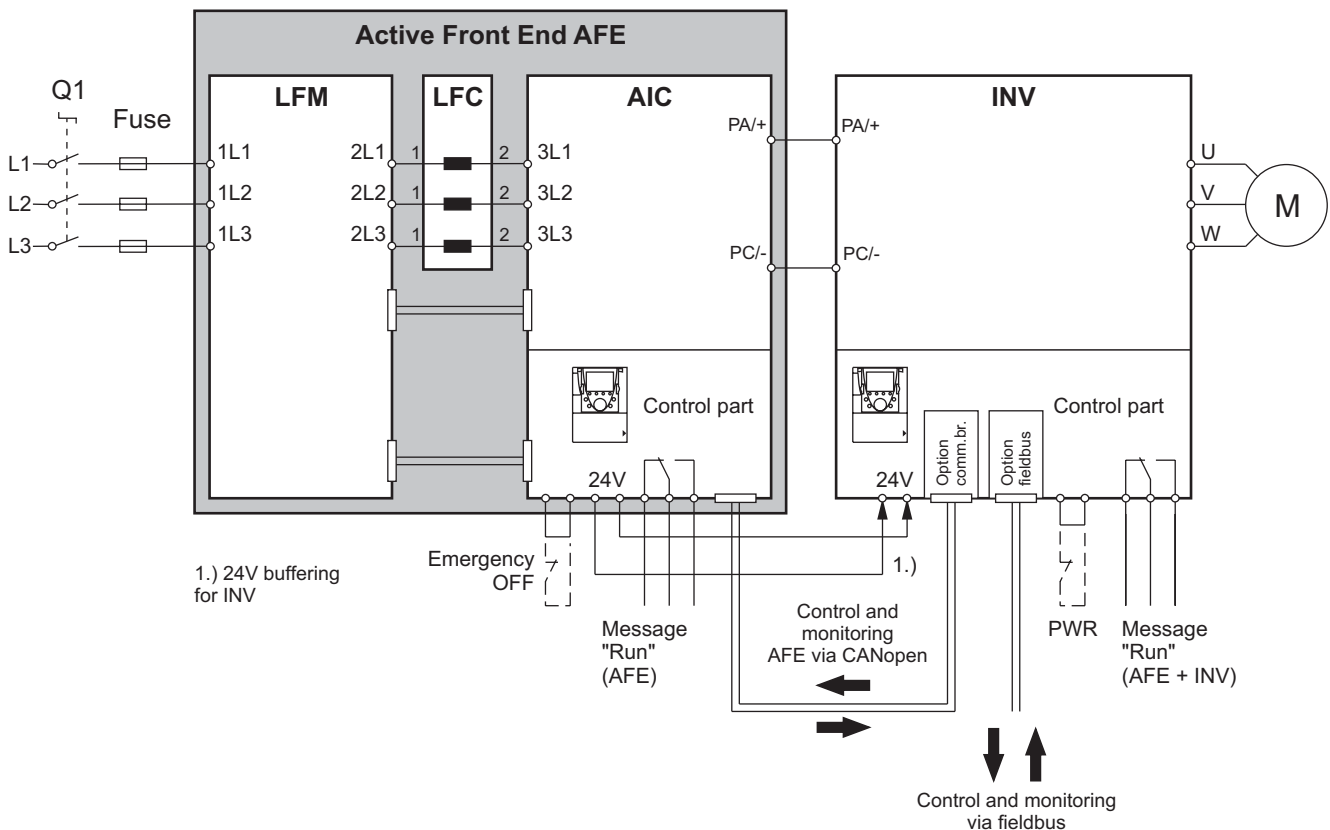 Active Front End AFE
Q1
Fuse
LFM
LFC
AIC
INV
PA/+
PA/+
L1
1L1
2L1
1
2
3L1
U
L2
1L2
2L2
1
2
3L2
V
M
L3
1L3
2L3
1
2
3L3
W
PC/-
PC/-
Control part
Control part
24V
24V
Option
comm.br.
Option
fieldbus
1.) 24V buffering
for INV
Emergency
OFF
1.)
Message
"Run"
(AFE)
Control and
monitoring
AFE via CANopen
PWR
Message
"Run"
(AFE + INV)
Control and monitoring
via fieldbus